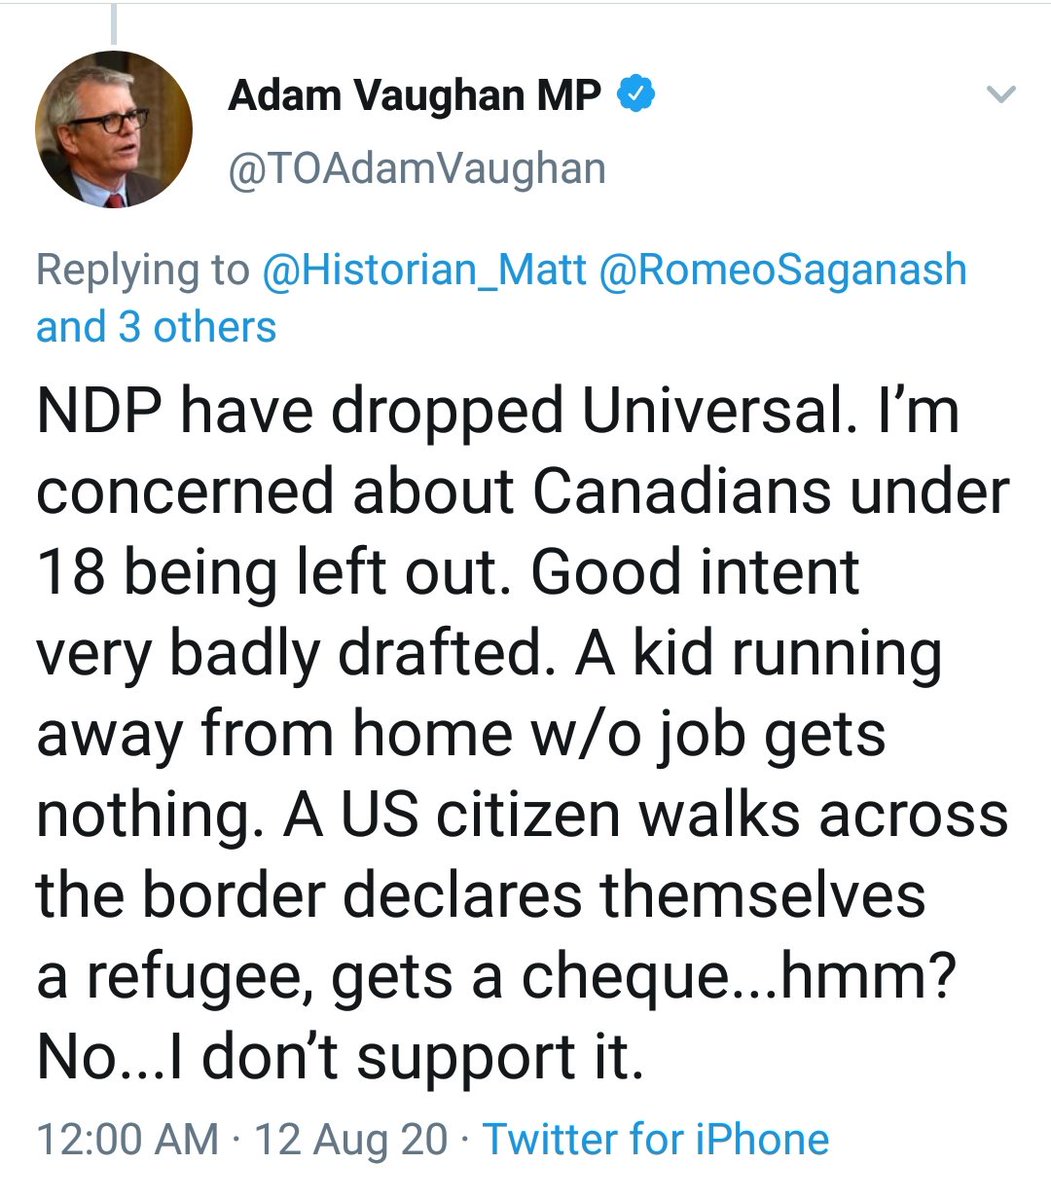 Adam Vaughan MP
@TOAdamVaughan
Replying to @Historian_Matt @RomeoSaganash
and 3 others
NDP have dropped Universal. I’m
concerned about Canadians under
18 being left out. Good intent
very badly drafted. A kid running
away from home w/o job gets
nothing. A US citizen walks across
the border declares themselves
a refugee, gets a cheque...hmm?
No...I don’t support it.
12:00 AM · 12 Aug 20 · Twitter for iPhone